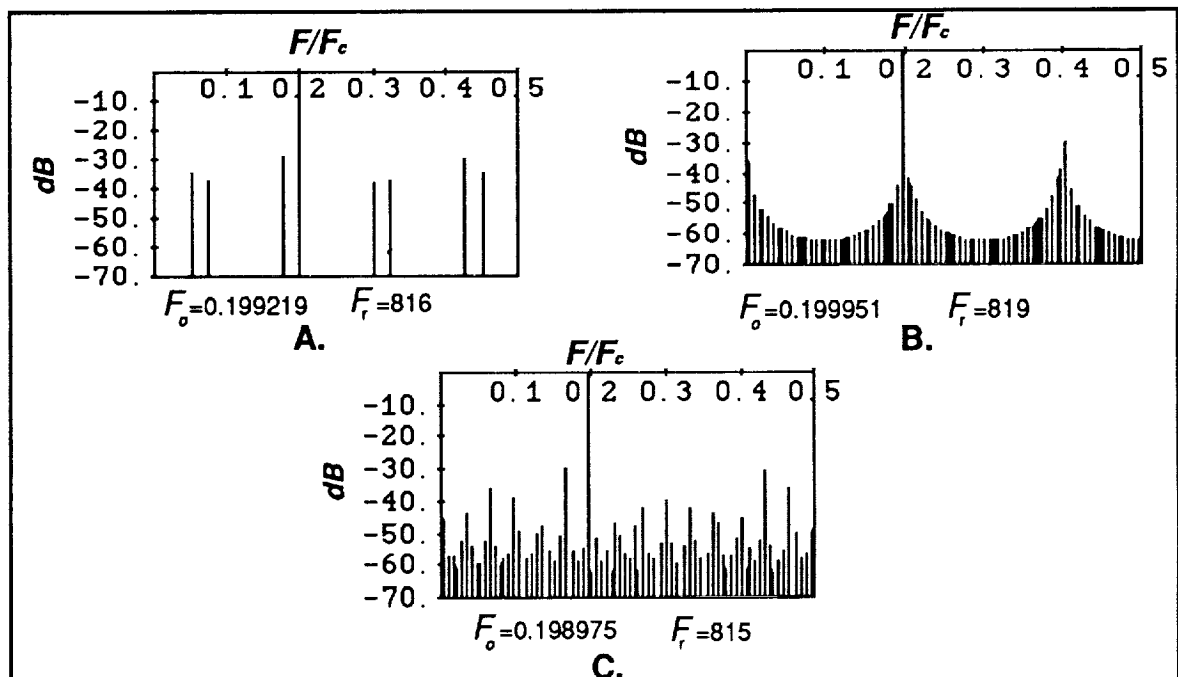 F/Fc
0.1 0.2 0.3 0.4 0.5
-10.
-20.
-30.
-40.
-50.
-60.
-70.
dB
Fo=0.199219 Fr=816
A.
F/Fc
0.1 0.2 0.3 0.4 0.5
-10.
-20.
-30.
-40.
-50.
-60.
-70.
dB
Fo=0.199951 Fr=819
B.
F/Fc
0.1 0.2 0.3 0.4 0.5
-10.
-20.
-30.
-40.
-50.
-60.
-70.
dB
Fo=0.198975 Fr=815
C.